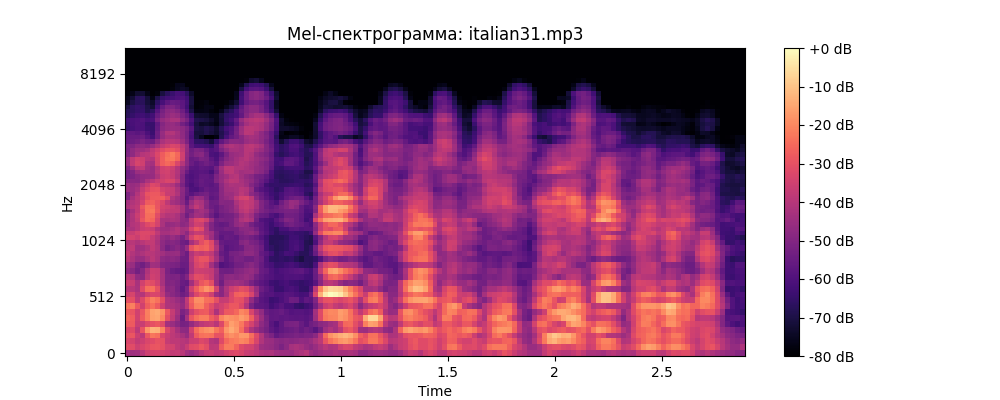 Mel-спектрограмма: italian31.mp3
Hz
8192
4096
2048
1024
512
0
0 0.5 1 1.5 2 2.5
Time
+0 dB
-10 dB
-20 dB
-30 dB
-40 dB
-50 dB
-60 dB
-70 dB
-80 dB